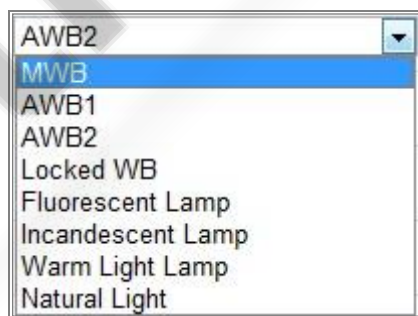 AWB2
MWB
AWB1
AWB2
Locked WB
Fluorescent Lamp
Incandescent Lamp
Warm Light Lamp
Natural Light